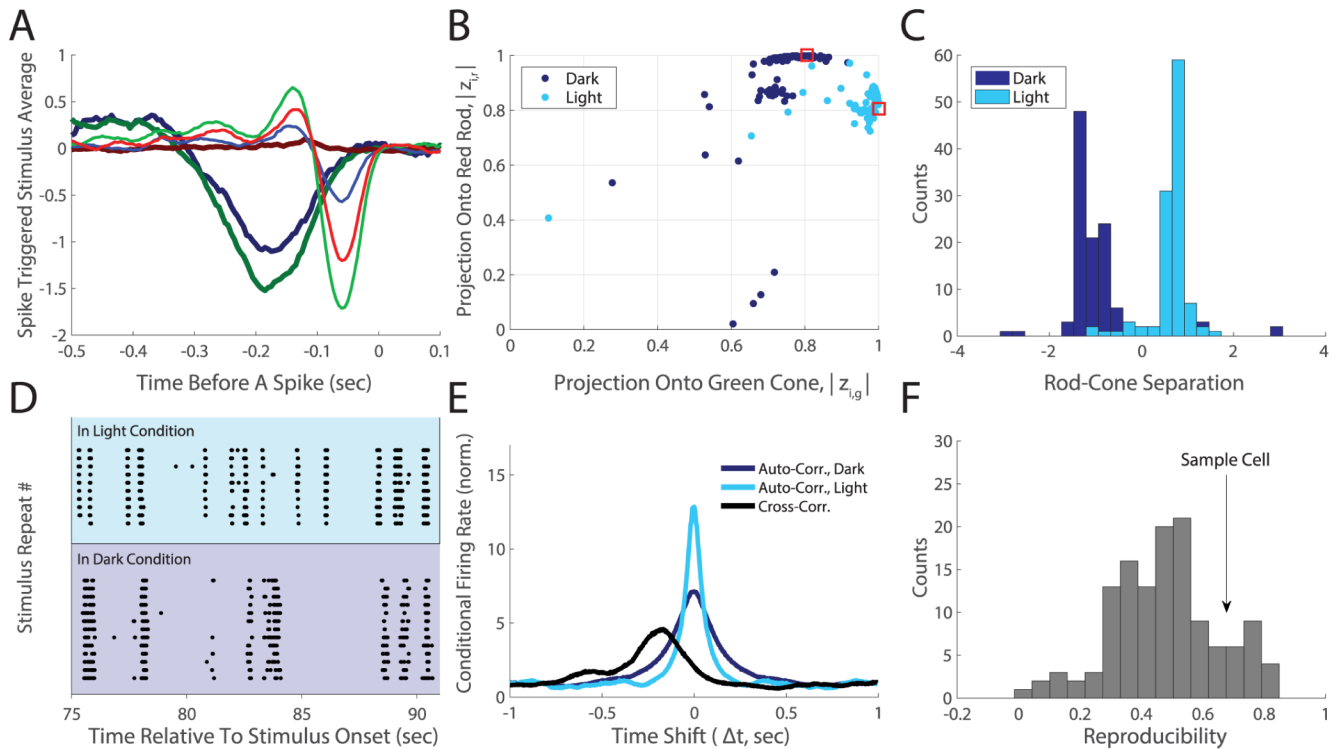 A
Spike Triggered Stimulus Average
1
0.5
0
-0.5
-1
-1.5
-2
-0.5 -0.4 -0.3 -0.2 -0.1 0 0.1
Time Before A Spike (sec)
B
Projection Onto Red Rod, |z_{i,r}|
1
0.8
0.6
0.4
0.2
0
Dark
Light
0 0.2 0.4 0.6 0.8 1
Projection Onto Green Cone, |z_{i,g}|
C
Counts
60
50
40
30
20
10
0
Dark
Light
-4 -2 0 2 4
Rod-Cone Separation
D
Stimulus Repeat #
In Light Condition
In Dark Condition
75 80 85 90
Time Relative To Stimulus Onset (sec)
E
Conditional Firing Rate (norm.)
15
10
5
0
Auto-Corr., Dark
Auto-Corr., Light
Cross-Corr.
-1 -0.5 0 0.5 1
Time Shift ( Δt, sec)
F
Counts
30
25
20
15
10
5
0
Sample Cell
-0.2 0 0.2 0.4 0.6 0.8 1
Reproducibility